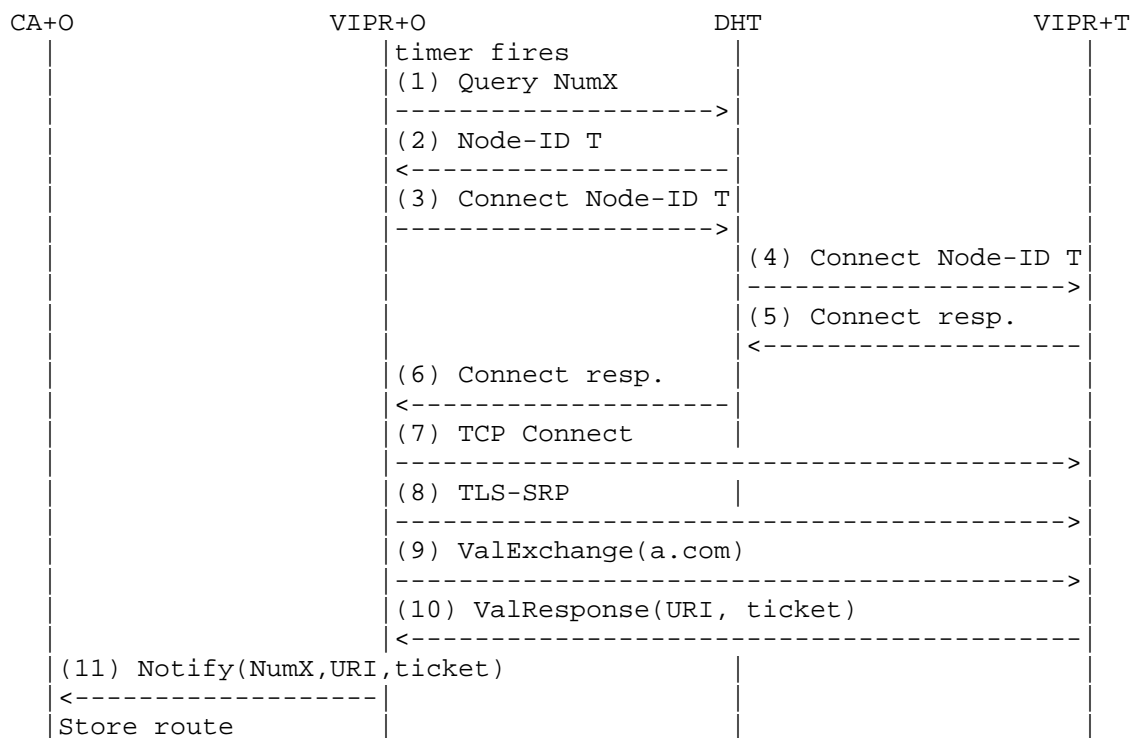 CA+O VIPR+O DHT VIPR+T
timer fires
(1) Query NumX
(2) Node-ID T
(3) Connect Node-ID T
(4) Connect Node-ID T
(5) Connect resp.
(6) Connect resp.
(7) TCP Connect
(8) TLS-SRP
(9) ValExchange(a.com)
(10) ValResponse(URI, ticket)
(11) Notify(NumX,URI,ticket)
Store route